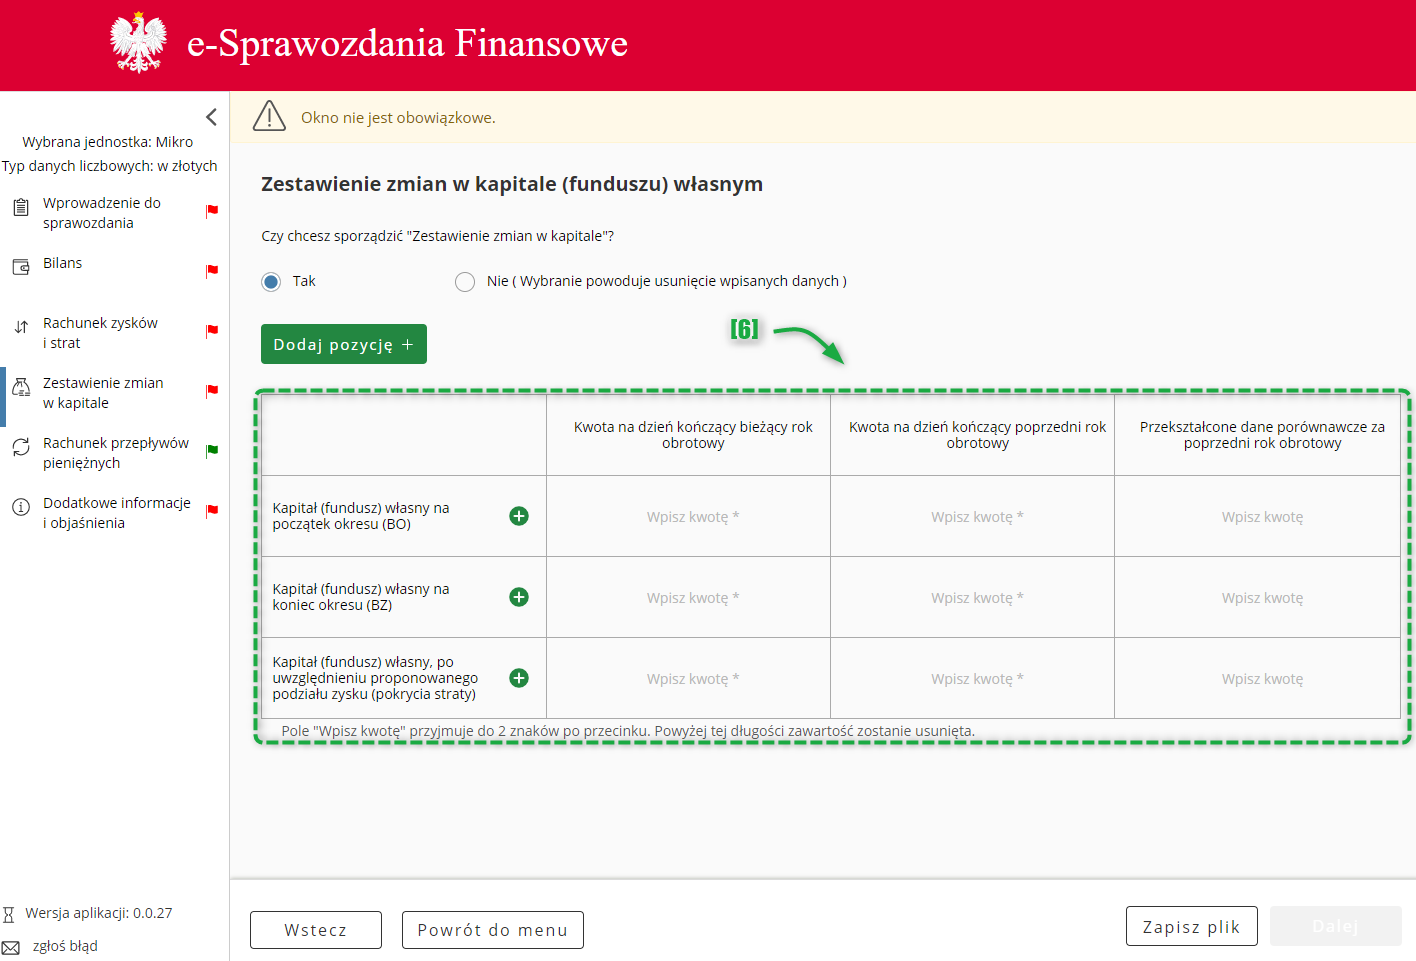 e-Sprawozdania Finansowe
Wybrana jednostka: Mikro
Typ danych liczbowych: w złotych
Wprowadzenie do
sprawozdania
Bilans
Rachunek zysków
i strat
Zestawienie zmian
w kapitale
Rachunek przepływów
pieniężnych
Dodatkowe informacje
i objaśnienia
Wersja aplikacji: 0.0.27
zgłoś błąd
Okno nie jest obowiązkowe.
Zestawienie zmian w kapitale (funduszu) własnym
Czy chcesz sporządzić "Zestawienie zmian w kapitale"?
Tak
Nie ( Wybranie powoduje usunięcie wpisanych danych )
Dodaj pozycję +
[6]
Kwota na dzień kończący bieżący rok
obrotowy
Kwota na dzień kończący poprzedni rok
obrotowy
Przekształcone dane porównawcze za
poprzedni rok obrotowy
Kapitał (fundusz) własny na
początek okresu (BO)
Wpisz kwotę *
Wpisz kwotę *
Wpisz kwotę
Kapitał (fundusz) własny na
koniec okresu (BZ)
Wpisz kwotę *
Wpisz kwotę *
Wpisz kwotę
Kapitał (fundusz) własny, po
uwzględnieniu proponowanego
podziału zysku (pokrycia straty)
Wpisz kwotę *
Wpisz kwotę *
Wpisz kwotę
Pole "Wpisz kwotę" przyjmuje do 2 znaków po przecinku. Powyżej tej długości zawartość zostanie usunięta.
Wstecz
Powrót do menu
Zapisz plik
Dalej